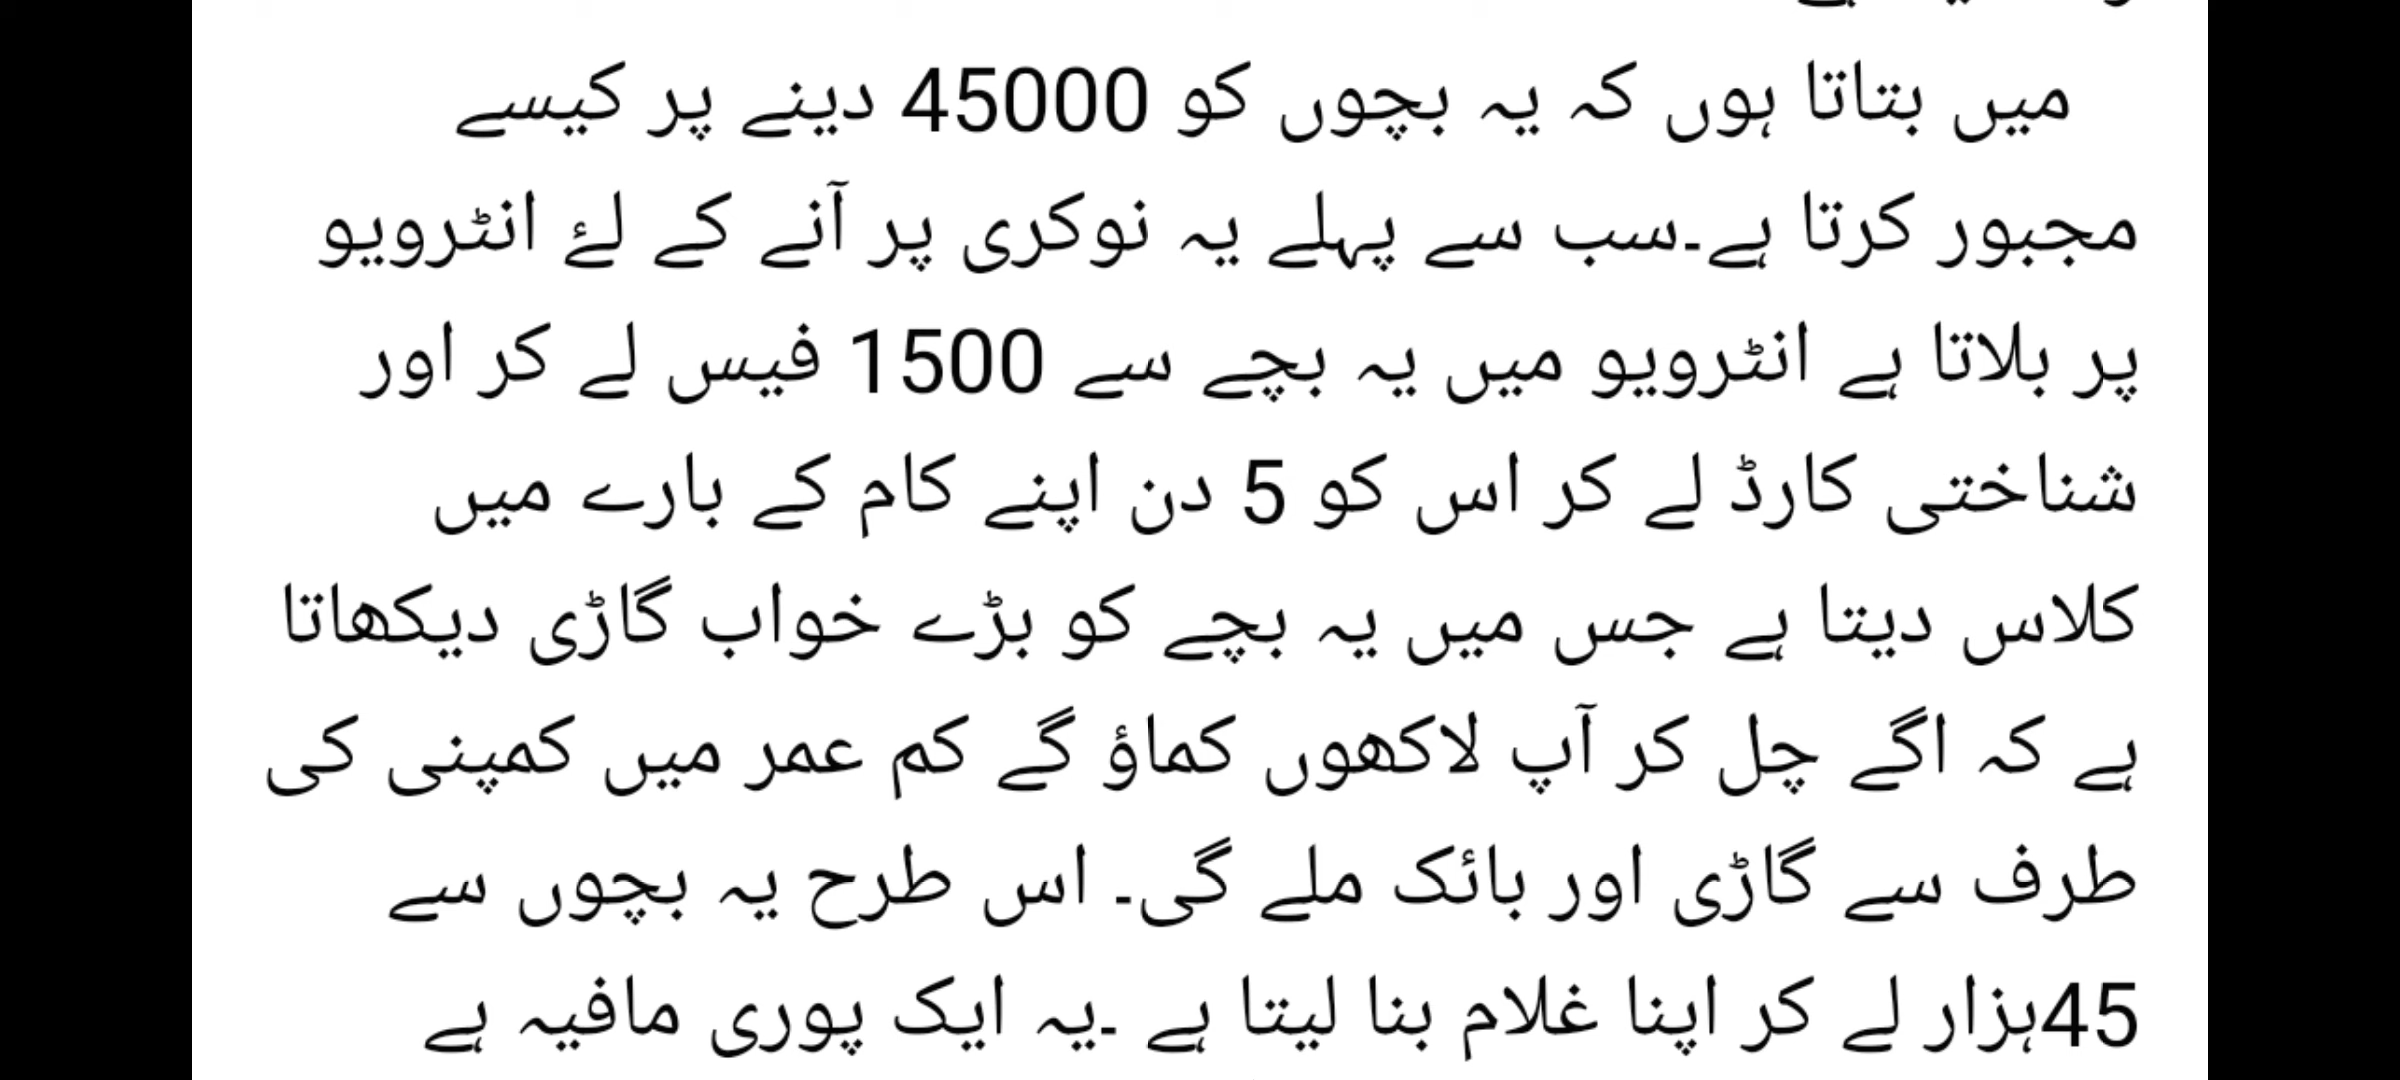 میں بتاتا ہوں کہ یہ بچوں کو 45000 دینے پر کیسے
مجبور کرتا ہے۔سب سے پہلے یہ نوکری پر آنے کے لۓ انٹرویو
پر بلاتا ہے انٹرویو میں یہ بچے سے 1500 فیس لے کر اور
شناختی کارڈ لے کر اس کو 5 دن اپنے کام کے بارے میں
کلاس دیتا ہے جس میں یہ بچے کو بڑے خواب گاڑی دیکھاتا
ہے کہ اگے چل کر آپ لاکھوں کماؤ گے کم عمر میں کمپنی کی
طرف سے گاڑی اور بائک ملے گی۔ اس طرح یہ بچوں سے
45ہزار لے کر اپنا غلام بنا لیتا ہے ۔یہ ایک پوری مافیہ ہے